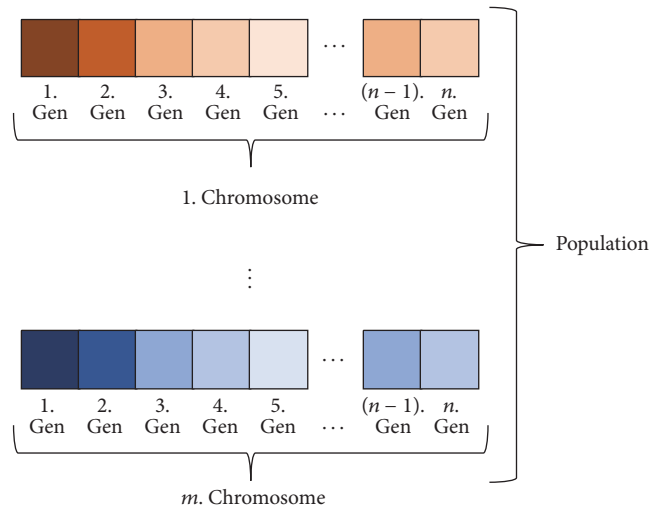 1. 2. 3. 4. 5. ⋯ (n − 1). n.
Gen Gen Gen Gen Gen ⋯ Gen Gen
1. Chromosome
⋮
Population
⋯
1. 2. 3. 4. 5. (n − 1). n.
Gen Gen Gen Gen Gen ⋯ Gen Gen
m. Chromosome